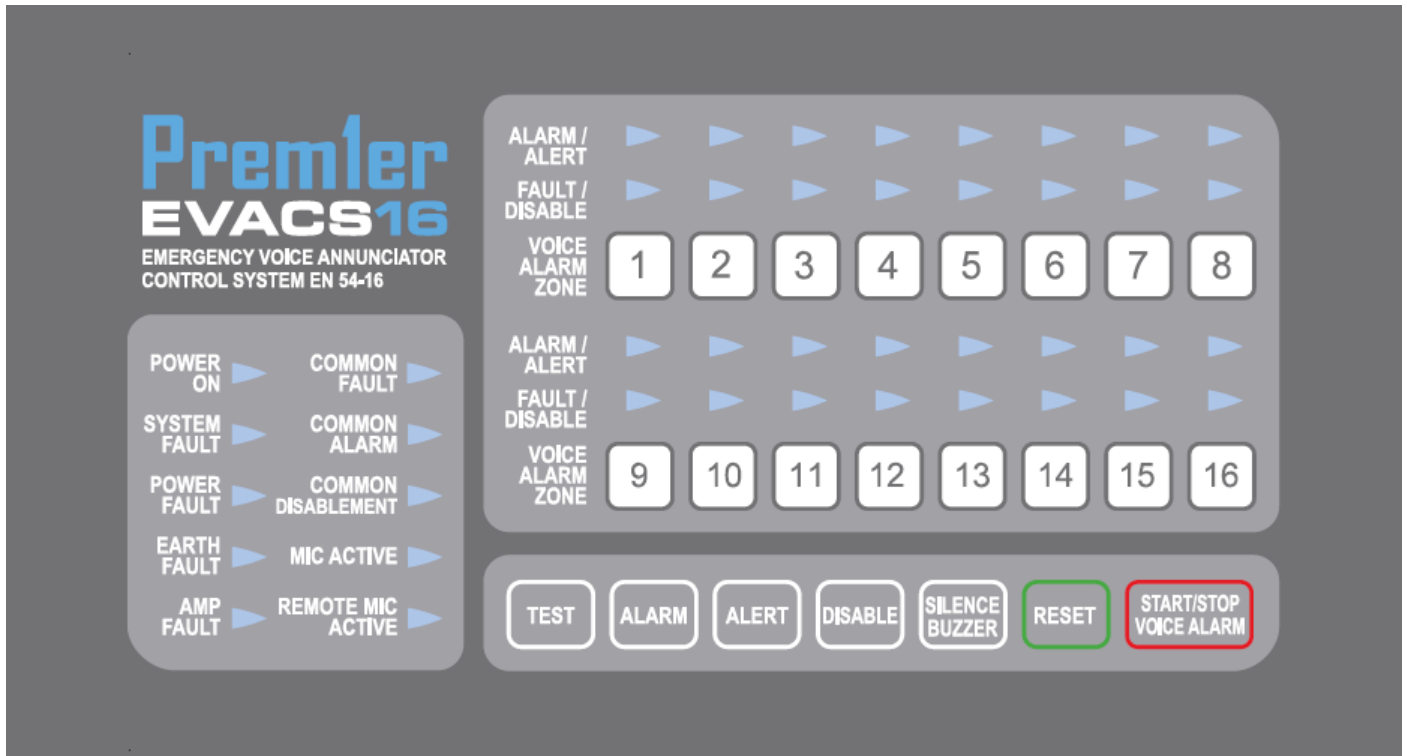 Prem1er
EVACS16
EMERGENCY VOICE ANNUNCIATOR
CONTROL SYSTEM EN 54-16
POWER
ON
COMMON
FAULT
SYSTEM
FAULT
COMMON
ALARM
POWER
FAULT
COMMON
DISABLEMENT
EARTH
FAULT
MIC ACTIVE
AMP
FAULT
REMOTE MIC
ACTIVE
ALARM /
ALERT
FAULT /
DISABLE
VOICE
ALARM
ZONE
1 2 3 4 5 6 7 8
ALARM /
ALERT
FAULT /
DISABLE
VOICE
ALARM
ZONE
9 10 11 12 13 14 15 16
TEST
ALARM
ALERT
DISABLE
SILENCE
BUZZER
RESET
START/STOP
VOICE ALARM